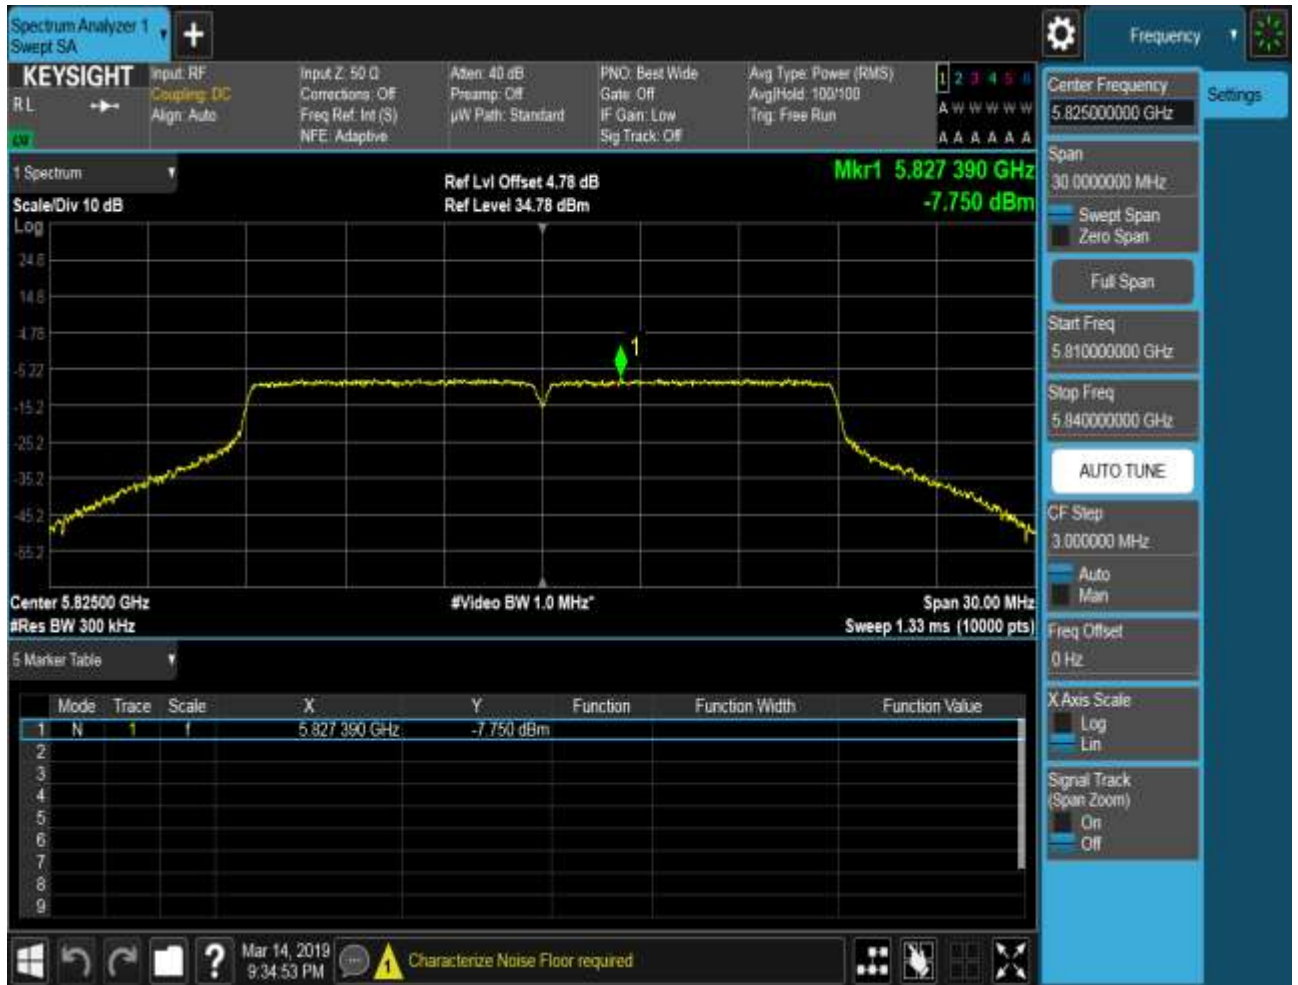 Spectrum Analyzer 1
Swept SA
Frequency
KEYSIGHT
R L
Input: RF
Coupling: DC
Align: Auto
Input Z: 50 Ω
Corrections: Off
Freq Ref: Int (S)
NFE: Adaptive
Atten: 40 dB
Preamp: Off
µW Path: Standard
PNO: Best Wide
Gate: Off
IF Gain: Low
Sig Track: Off
Avg Type: Power (RMS)
Avg|Hold: 100/100
Trig: Free Run
1 2 3 4 5 6
A W W W W W
A A A A A A
1 Spectrum
Scale/Div 10 dB
Ref Lvl Offset 4.78 dB
Ref Level 34.78 dBm
Mkr1 5.827 390 GHz
-7.750 dBm
Log
24.8
14.8
4.78
-5.22
-15.2
-25.2
-35.2
-45.2
-55.2
1
Center 5.82500 GHz
#Res BW 300 kHz
#Video BW 1.0 MHz*
Span 30.00 MHz
Sweep 1.33 ms (10000 pts)
5 Marker Table
Mode Trace Scale X Y Function Function Width Function Value
1 N 1 f 5.827 390 GHz -7.750 dBm
2
3
4
5
6
7
8
9
Mar 14, 2019
9:34:53 PM
1
Characterize Noise Floor required
Center Frequency
5.825000000 GHz
Settings
Span
30.0000000 MHz
Swept Span
Zero Span
Full Span
Start Freq
5.810000000 GHz
Stop Freq
5.840000000 GHz
AUTO TUNE
CF Step
3.000000 MHz
Auto
Man
Freq Offset
0 Hz
X Axis Scale
Log
Lin
Signal Track
(Span Zoom)
On
Off